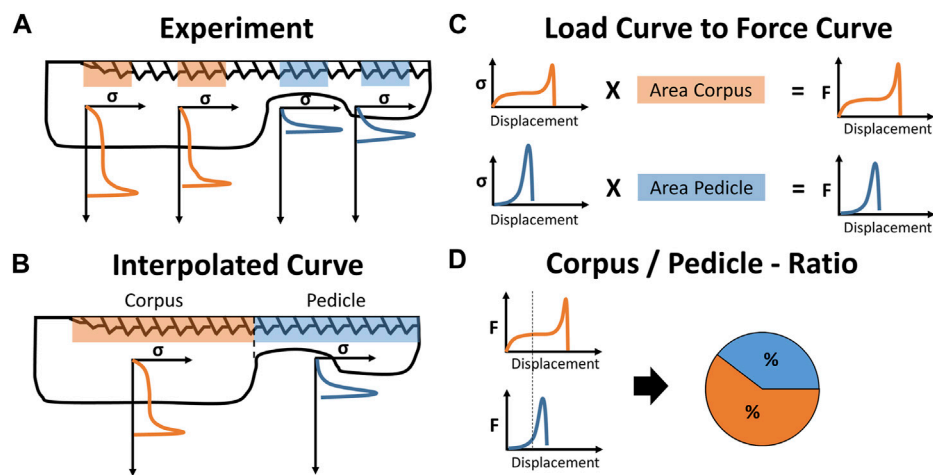 A
Experiment
σ
σ
σ
σ
B
Interpolated Curve
Corpus
Pedicle
σ
σ
C
Load Curve to Force Curve
σ
Displacement
X
Area Corpus
=
F
Displacement
σ
Displacement
X
Area Pedicle
=
F
Displacement
D
Corpus / Pedicle - Ratio
F
Displacement
F
Displacement
%
%